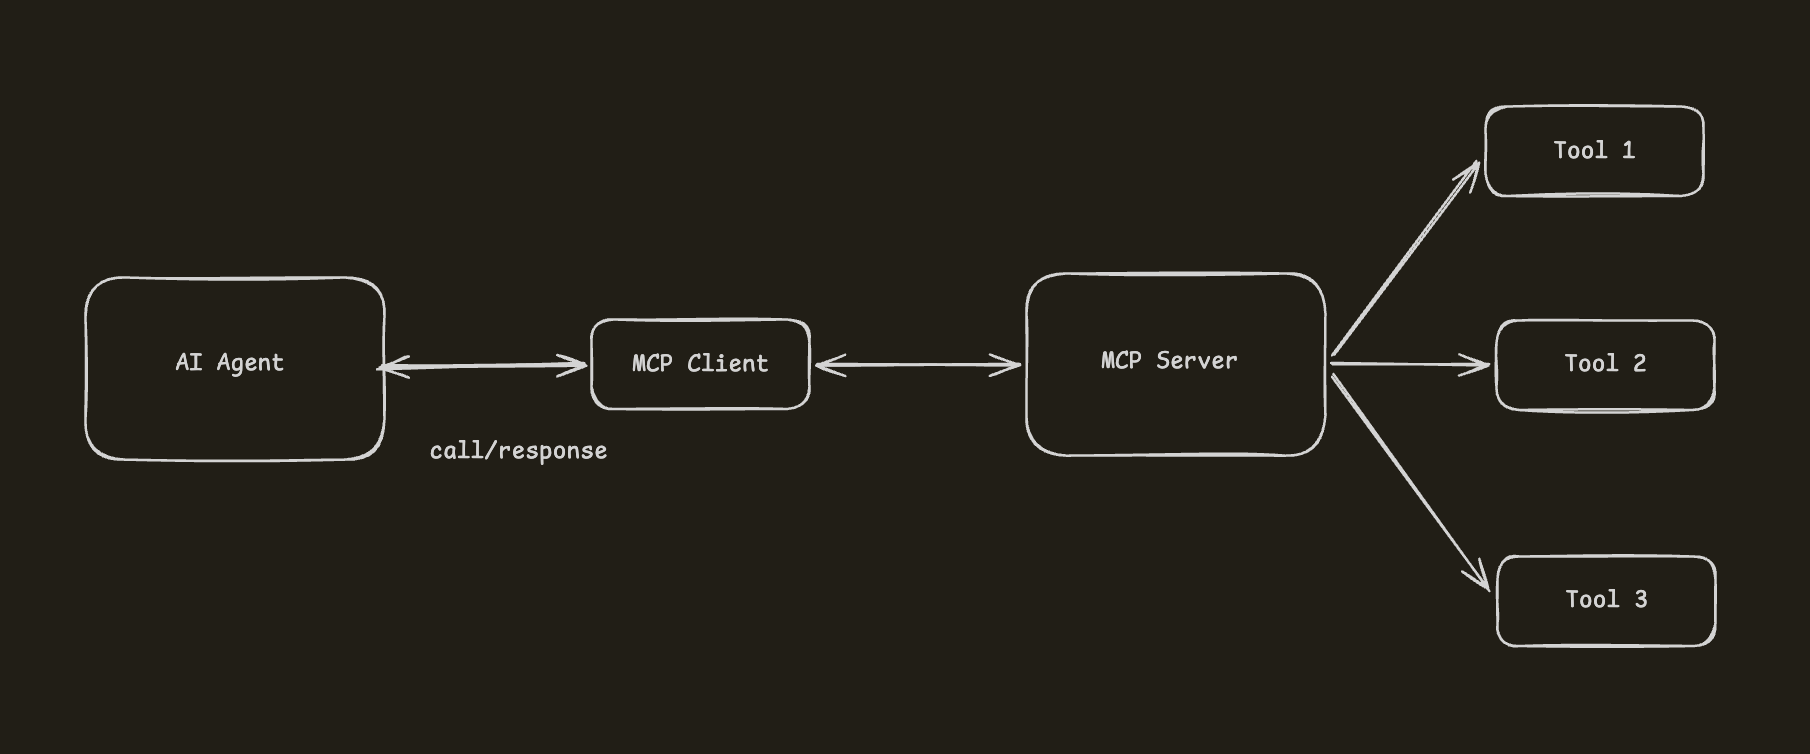 Tool 1
AI Agent
MCP Client
MCP Server
Tool 2
call/response
Tool 3